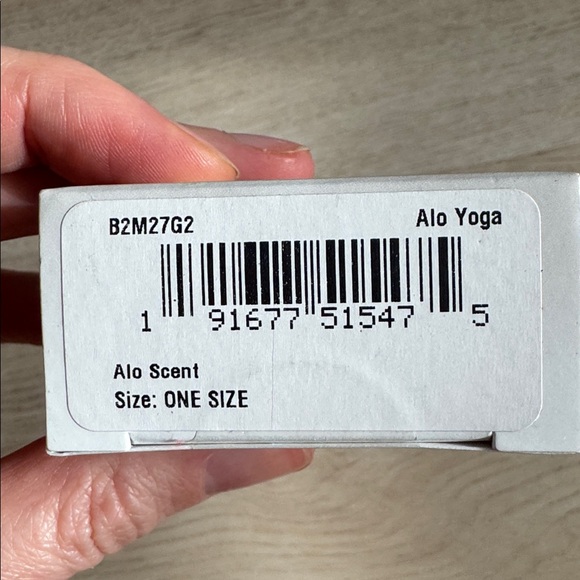 B2M27G2 Alo Yoga
1 91677 51547 5
Alo Scent
Size: ONE SIZE